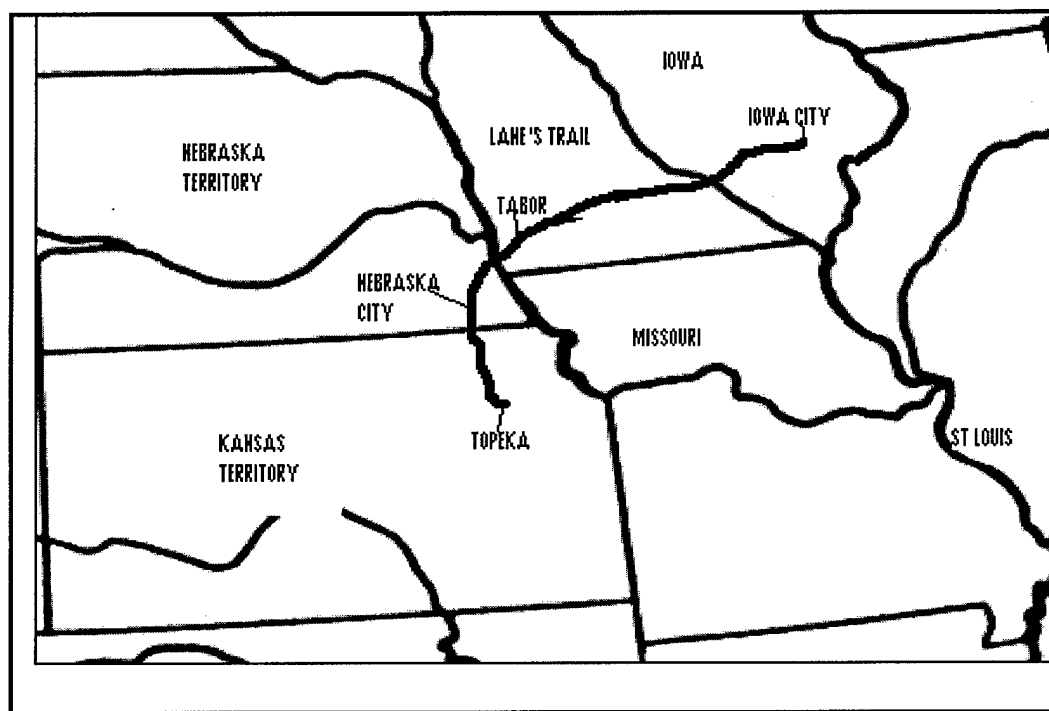 IOWA
IOWA CITY
LANE'S TRAIL
NEBRASKA
TERRITORY
TABOR
NEBRASKA
CITY
MISSOURI
TOPEKA
KANSAS
TERRITORY
ST LOUIS